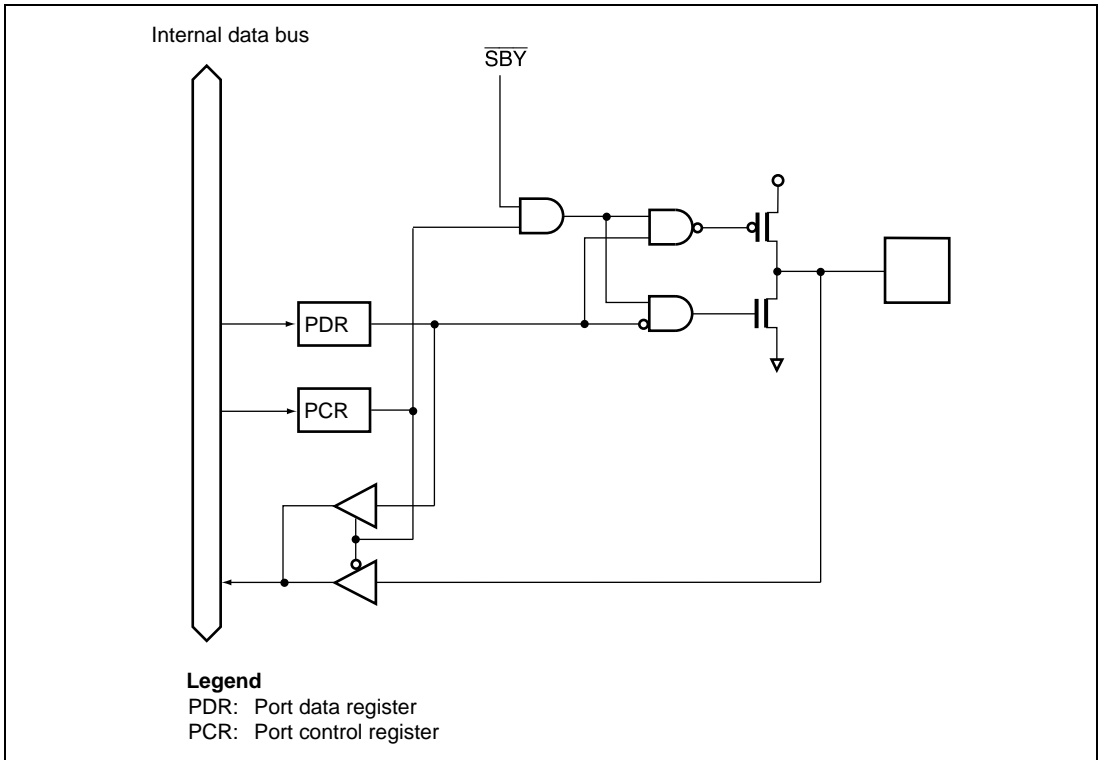 Internal data bus
SBY
PDR
PCR
Legend
PDR: Port data register
PCR: Port control register